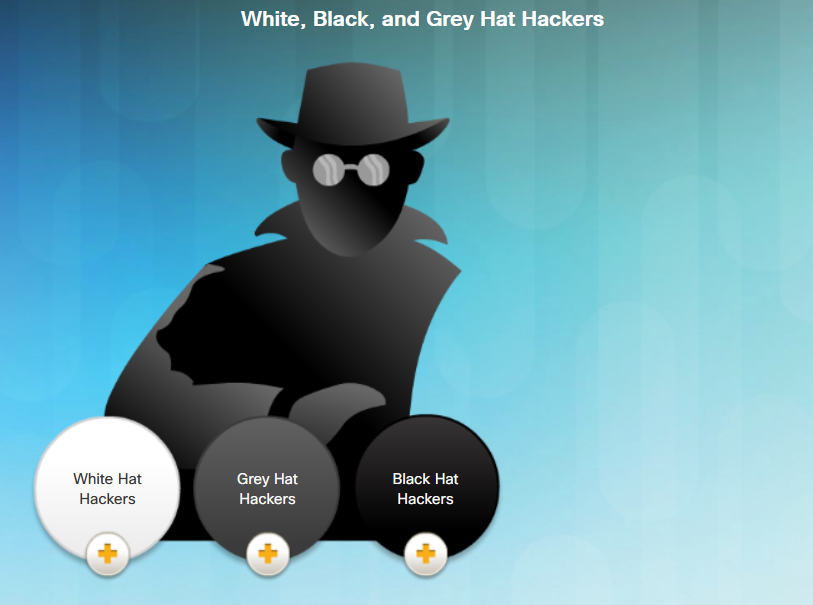 White, Black, and Grey Hat Hackers
White Hat
Hackers
Grey Hat
Hackers
Black Hat
Hackers